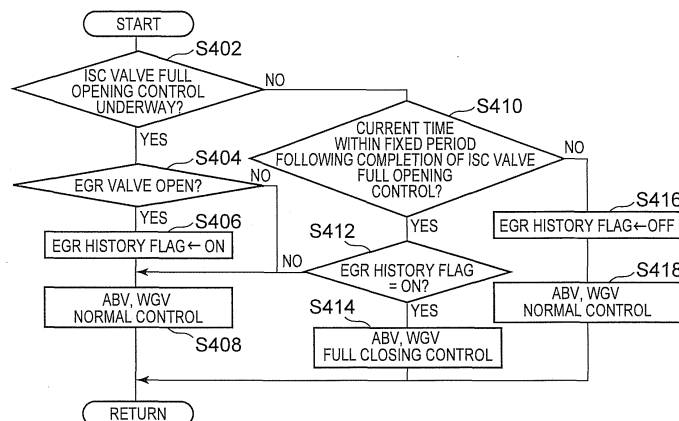 START
S402
ISC VALVE FULL
OPENING CONTROL
UNDERWAY?
NO
YES
S410
CURRENT TIME
WITHIN FIXED PERIOD
FOLLOWING COMPLETION OF ISC VALVE
FULL OPENING
CONTROL?
NO
YES
S404
EGR VALVE OPEN?
NO
YES
S406
EGR HISTORY FLAG ← ON
S412
EGR HISTORY FLAG
= ON?
NO
YES
S416
EGR HISTORY FLAG←OFF
ABV, WGV
NORMAL CONTROL
S408
S414
ABV, WGV
FULL CLOSING CONTROL
S418
ABV, WGV
NORMAL CONTROL
RETURN